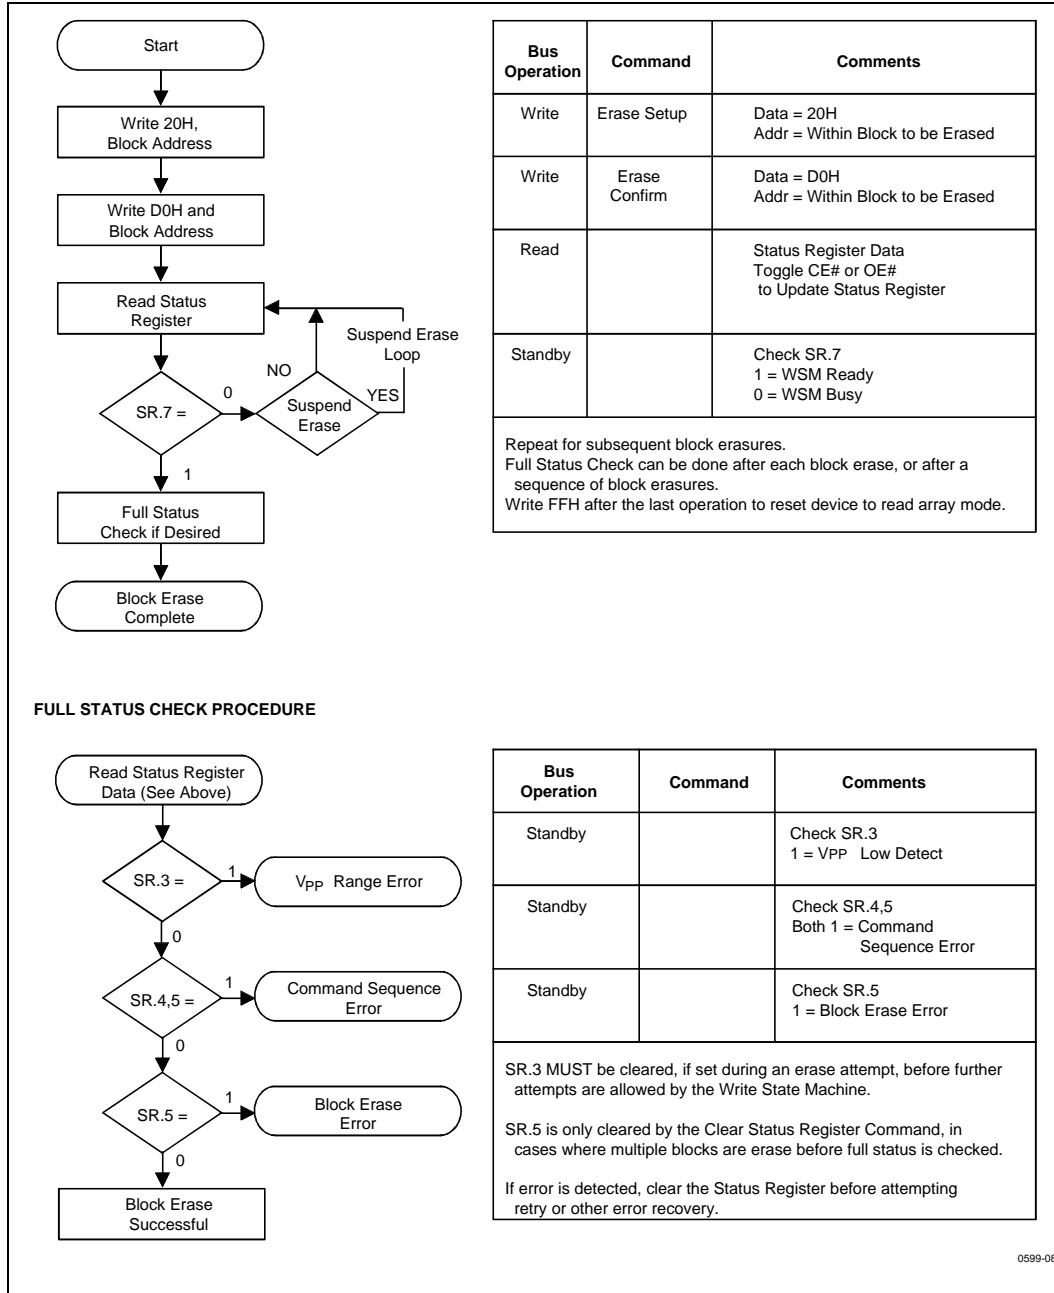 Start
Write 20H,
Block Address
Write D0H and
Block Address
Read Status
Register
Suspend Erase
Loop
NO
YES
0
SR.7 =
Suspend
Erase
1
Full Status
Check if Desired
Block Erase
Complete
Bus
Operation
Command
Comments
Write
Erase Setup
Data = 20H
Addr = Within Block to be Erased
Write
Erase
Confirm
Data = D0H
Addr = Within Block to be Erased
Read
Status Register Data
Toggle CE# or OE#
to Update Status Register
Standby
Check SR.7
1 = WSM Ready
0 = WSM Busy
Repeat for subsequent block erasures.
Full Status Check can be done after each block erase, or after a
sequence of block erasures.
Write FFH after the last operation to reset device to read array mode.
FULL STATUS CHECK PROCEDURE
Read Status Register
Data (See Above)
SR.3 =
1
VPP Range Error
0
SR.4,5 =
1
Command Sequence
Error
0
SR.5 =
1
Block Erase
Error
0
Block Erase
Successful
Bus
Operation
Command
Comments
Standby
Check SR.3
1 = VPP Low Detect
Standby
Check SR.4,5
Both 1 = Command
Sequence Error
Standby
Check SR.5
1 = Block Erase Error
SR.3 MUST be cleared, if set during an erase attempt, before further
attempts are allowed by the Write State Machine.
SR.5 is only cleared by the Clear Status Register Command, in
cases where multiple blocks are erase before full status is checked.
If error is detected, clear the Status Register before attempting
retry or other error recovery.
0599-08